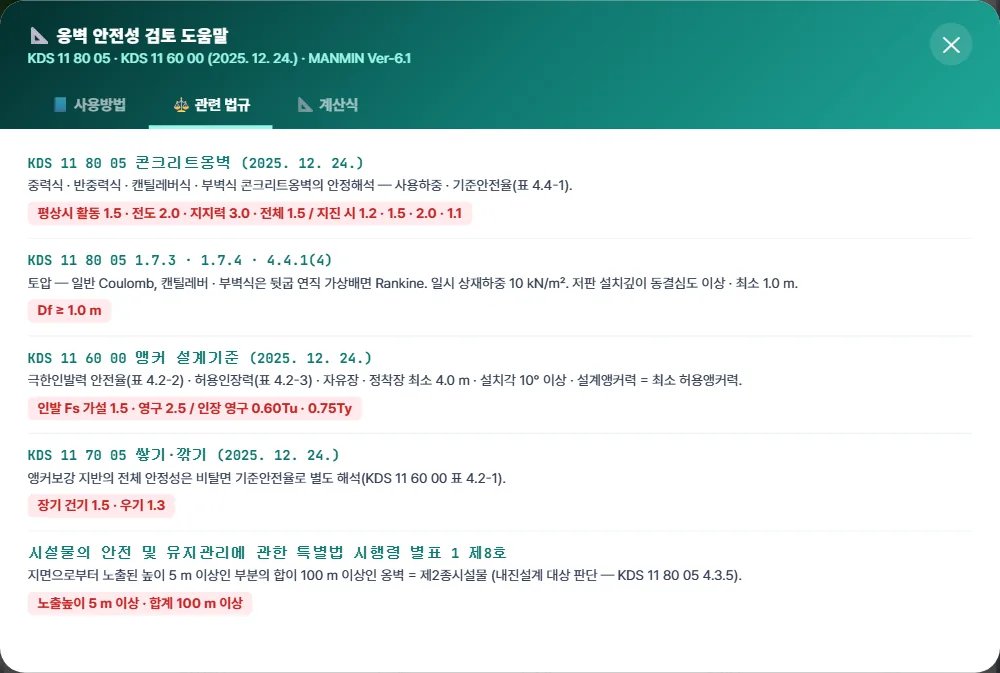 📐 옹벽 안전성 검토 도움말
KDS 11 80 05 · KDS 11 60 00 (2025. 12. 24.) · MANMIN Ver-6.1
📘 사용방법
⚖️ 관련 법규
📐 계산식
KDS 11 80 05 콘크리트옹벽 (2025. 12. 24.)
중력식 · 반중력식 · 캔틸레버식 · 부벽식 콘크리트옹벽의 안정해석 — 사용하중 · 기준안전율(표 4.4-1).
평상시 활동 1.5 · 전도 2.0 · 지지력 3.0 · 전체 1.5 / 지진 시 1.2 · 1.5 · 2.0 · 1.1
KDS 11 80 05 1.7.3 · 1.7.4 · 4.4.1(4)
토압 — 일반 Coulomb, 캔틸레버 · 부벽식은 뒷굽 연직 가상배면 Rankine. 일시 상재하중 10 kN/m². 저판 설치깊이 동결심도 이상 · 최소 1.0 m.
Df ≥ 1.0 m
KDS 11 60 00 앵커 설계기준 (2025. 12. 24.)
극한인발력 안전율(표 4.2-2) · 허용인장력(표 4.2-3) · 자유장 · 정착장 최소 4.0 m · 설치각 10° 이상 · 설계앵커력 = 최소 허용앵커력.
인발 Fs 가설 1.5 · 영구 2.5 / 인장 영구 0.60Tu · 0.75Ty
KDS 11 70 05 쌓기·깎기 (2025. 12. 24.)
앵커보강 지반의 전체 안정성은 비탈면 기준안전율로 별도 해석(KDS 11 60 00 표 4.2-1).
장기 건기 1.5 · 우기 1.3
시설물의 안전 및 유지관리에 관한 특별법 시행령 별표 1 제8호
지면으로부터 노출된 높이 5 m 이상인 부분의 합이 100 m 이상인 옹벽 = 제2종시설물 (내진설계 대상 판단 — KDS 11 80 05 4.3.5).
노출높이 5 m 이상 · 합계 100 m 이상